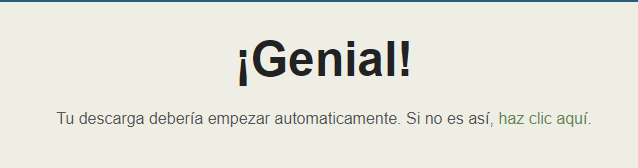 ¡Genial!
Tu descarga debería empezar automaticamente. Si no es así, haz clic aquí.